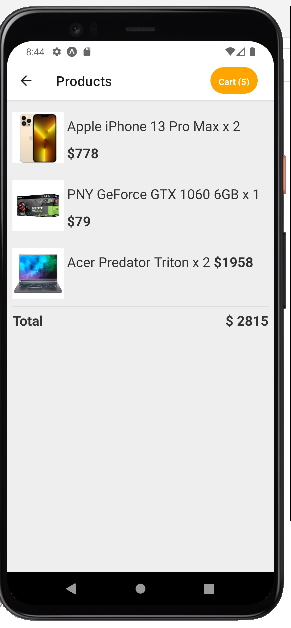 8:44
Products
Cart (5)
Apple iPhone 13 Pro Max x 2
$778
PNY GeForce GTX 1060 6GB x 1
$79
Acer Predator Triton x 2 $1958
Total $ 2815